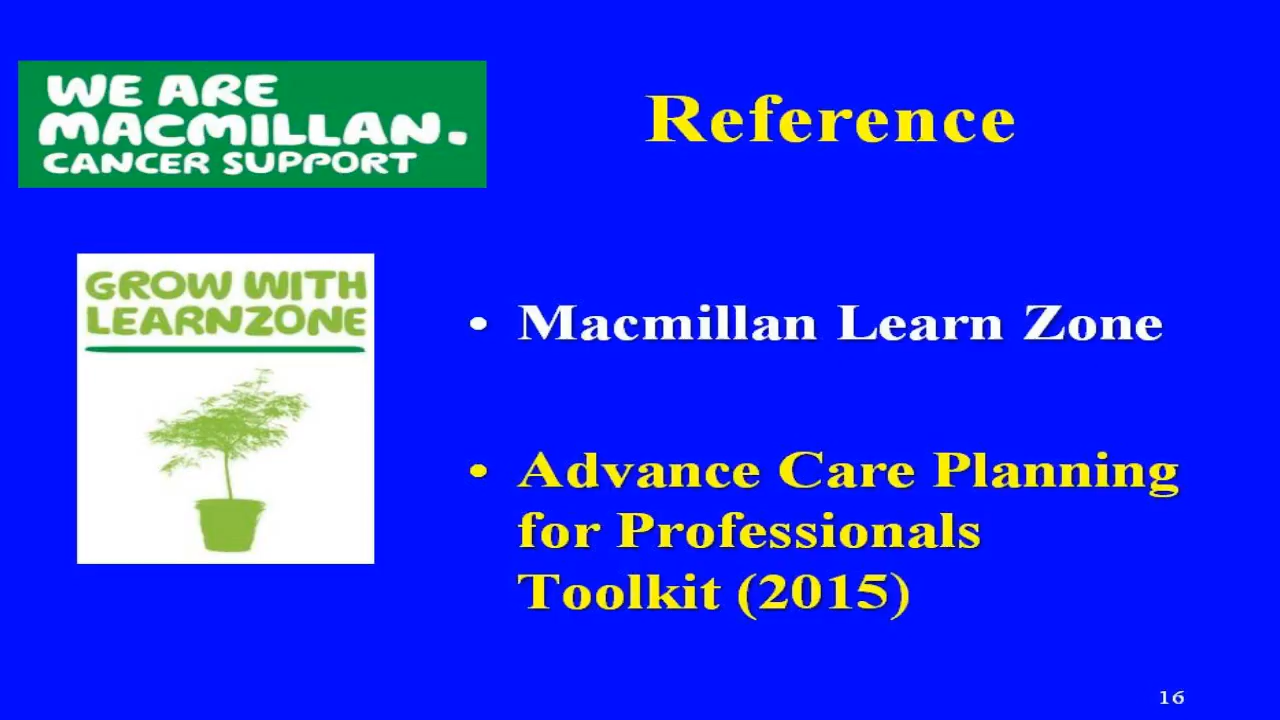 WE ARE
MACMILLAN.
CANCER SUPPORT
Reference
GROW WITH
LEARNZONE
• Macmillan Learn Zone
• Advance Care Planning
for Professionals
Toolkit (2015)
16